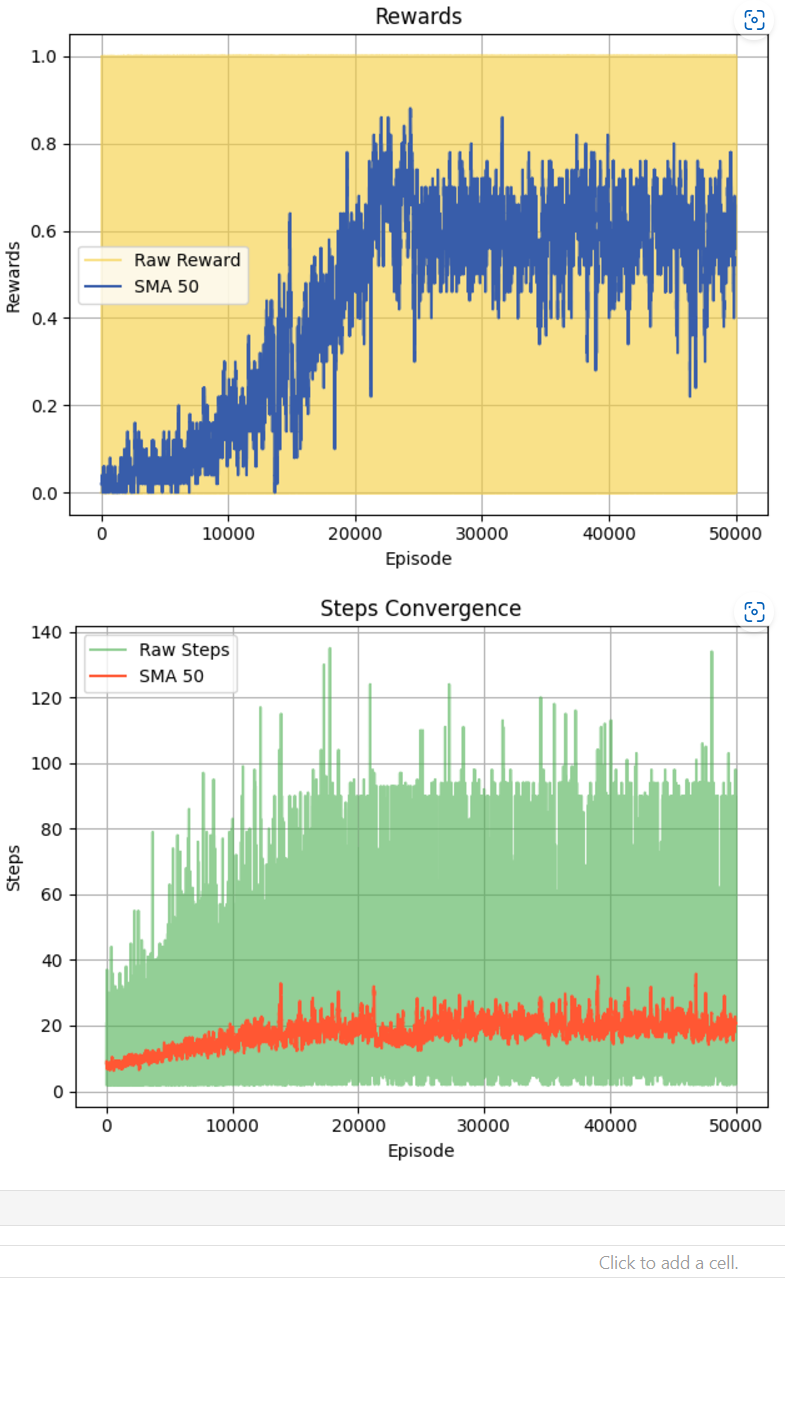 Rewards
1.0
0.8
0.6
0.4
0.2
0.0
Rewards
Raw Reward
SMA 50
0 10000 20000 30000 40000 50000
Episode
Steps Convergence
140
120
100
80
60
40
20
0
Steps
Raw Steps
SMA 50
0 10000 20000 30000 40000 50000
Episode
Click to add a cell.